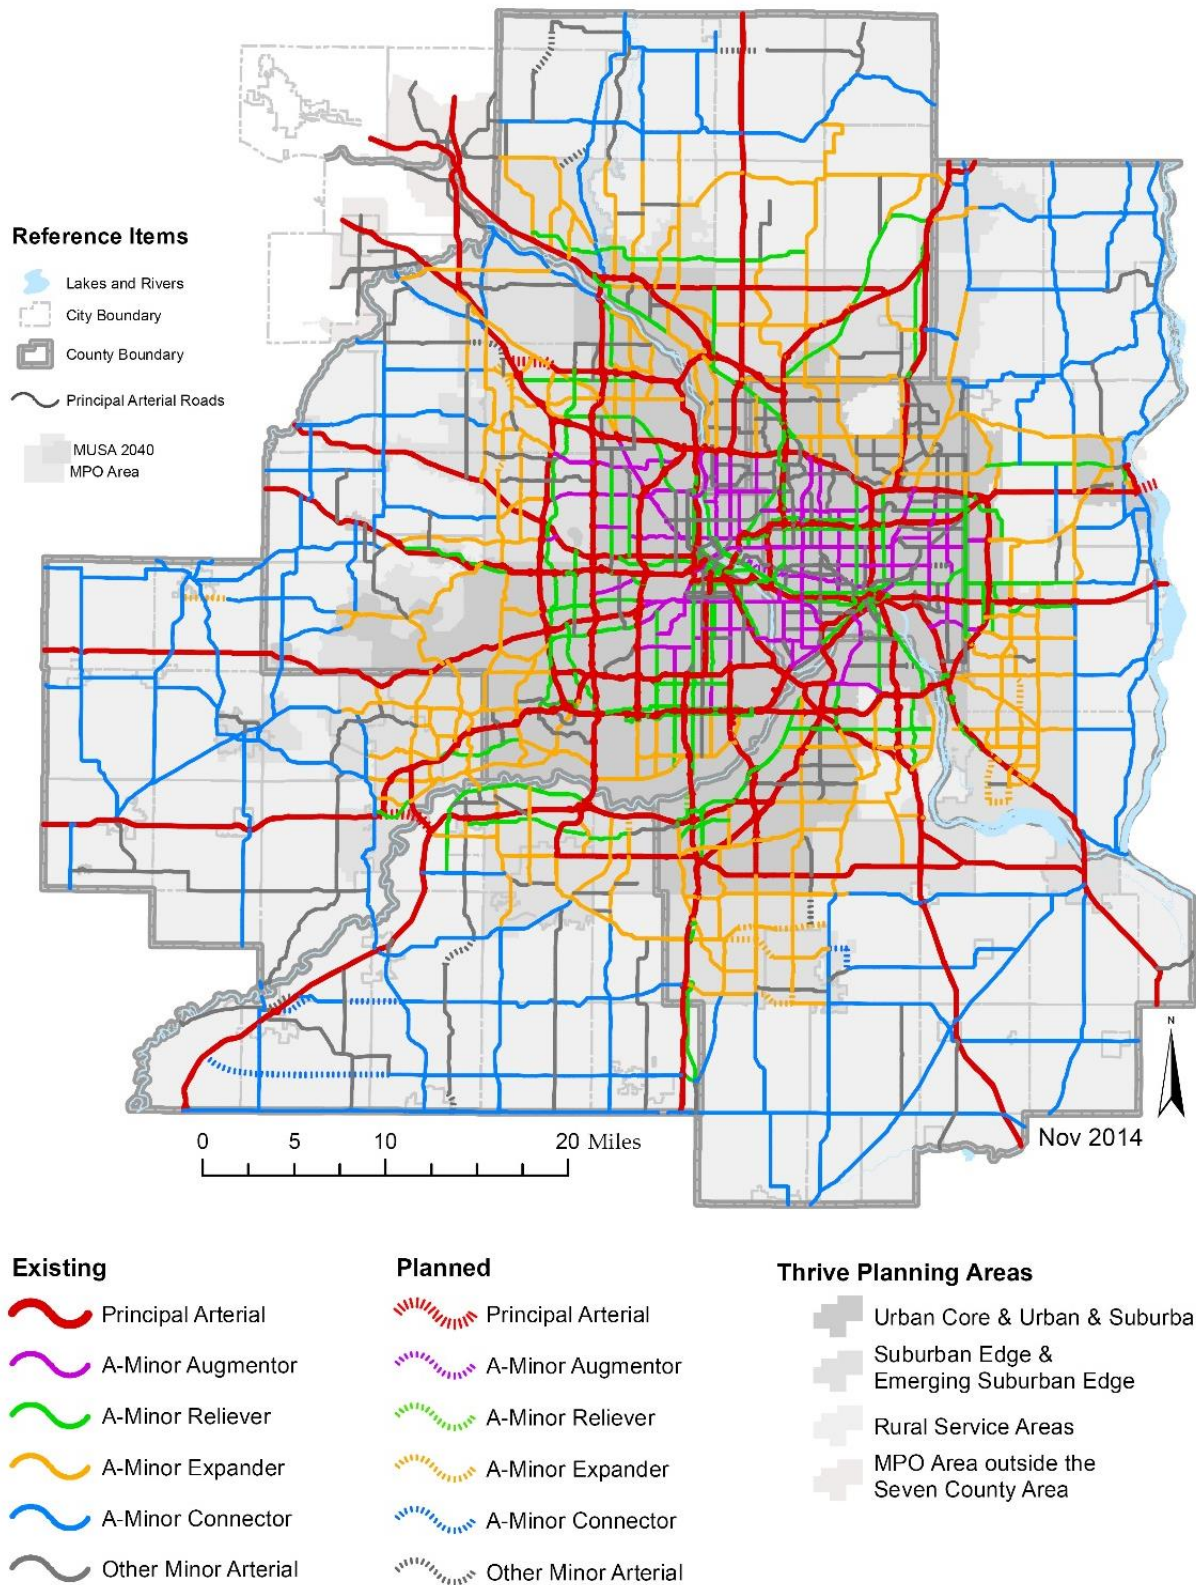 Reference Items
Lakes and Rivers
City Boundary
County Boundary
Principal Arterial Roads
MUSA 2040
MPO Area
N
Nov 2014
0 5 10 20 Miles
Existing
Principal Arterial
A-Minor Augmentor
A-Minor Reliever
A-Minor Expander
A-Minor Connector
Other Minor Arterial
Planned
Principal Arterial
A-Minor Augmentor
A-Minor Reliever
A-Minor Expander
A-Minor Connector
Other Minor Arterial
Thrive Planning Areas
Urban Core & Urban & Suburba
Suburban Edge &
Emerging Suburban Edge
Rural Service Areas
MPO Area outside the
Seven County Area